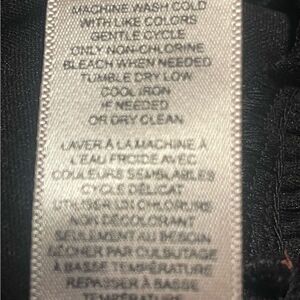 MACHINE WASH COLD
WITH LIKE COLORS
GENTLE CYCLE
ONLY NON-CHLORINE
BLEACH WHEN NEEDED
TUMBLE DRY LOW
COOL IRON
IF NEEDED
OR DRY CLEAN
LAVER À LA MACHINE À
L'EAU FROIDE AVEC
COULEURS SEMBLABLES
CYCLE DÉLICAT
UTILISER UN CHLORURE
NON DECOLORANT
SEULEMENT AU BESOIN
SÉCHER PAR CULBUTAGE
À BASSE TEMPÉRATURE
REPASSER À BASSE
TEMPÉRATURE